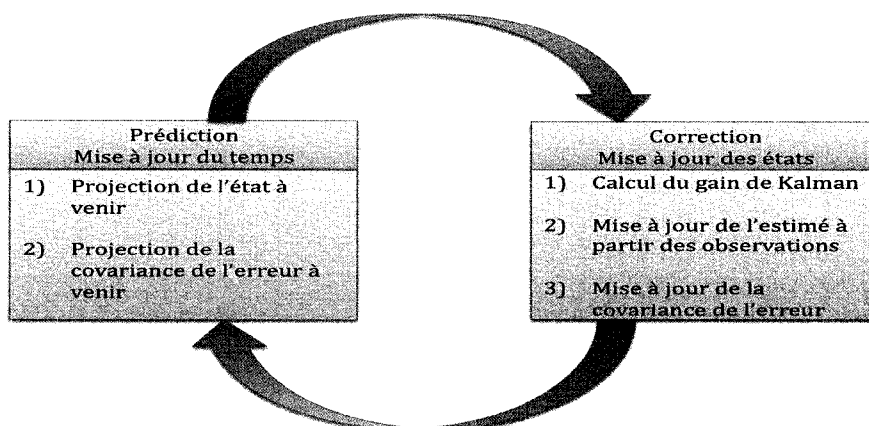 Prédiction
Mise à jour du temps
1) Projection de l'état à
venir
2) Projection de la
covariance de l'erreur à
venir
Correction
Mise à jour des états
1) Calcul du gain de Kalman
2) Mise à jour de l'estimé à
partir des observations
3) Mise à jour de la
covariance de l'erreur